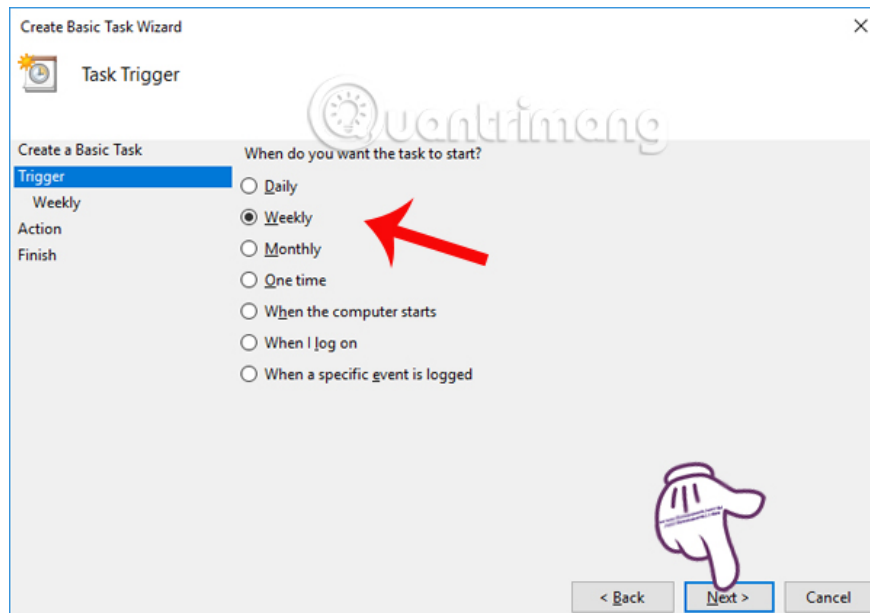 Create Basic Task Wizard
Task Trigger
Quantrimang
Create a Basic Task
Trigger
Weekly
Action
Finish
When do you want the task to start?
Daily
Weekly
Monthly
One time
When the computer starts
When I log on
When a specific event is logged
< Back
Next >
Cancel